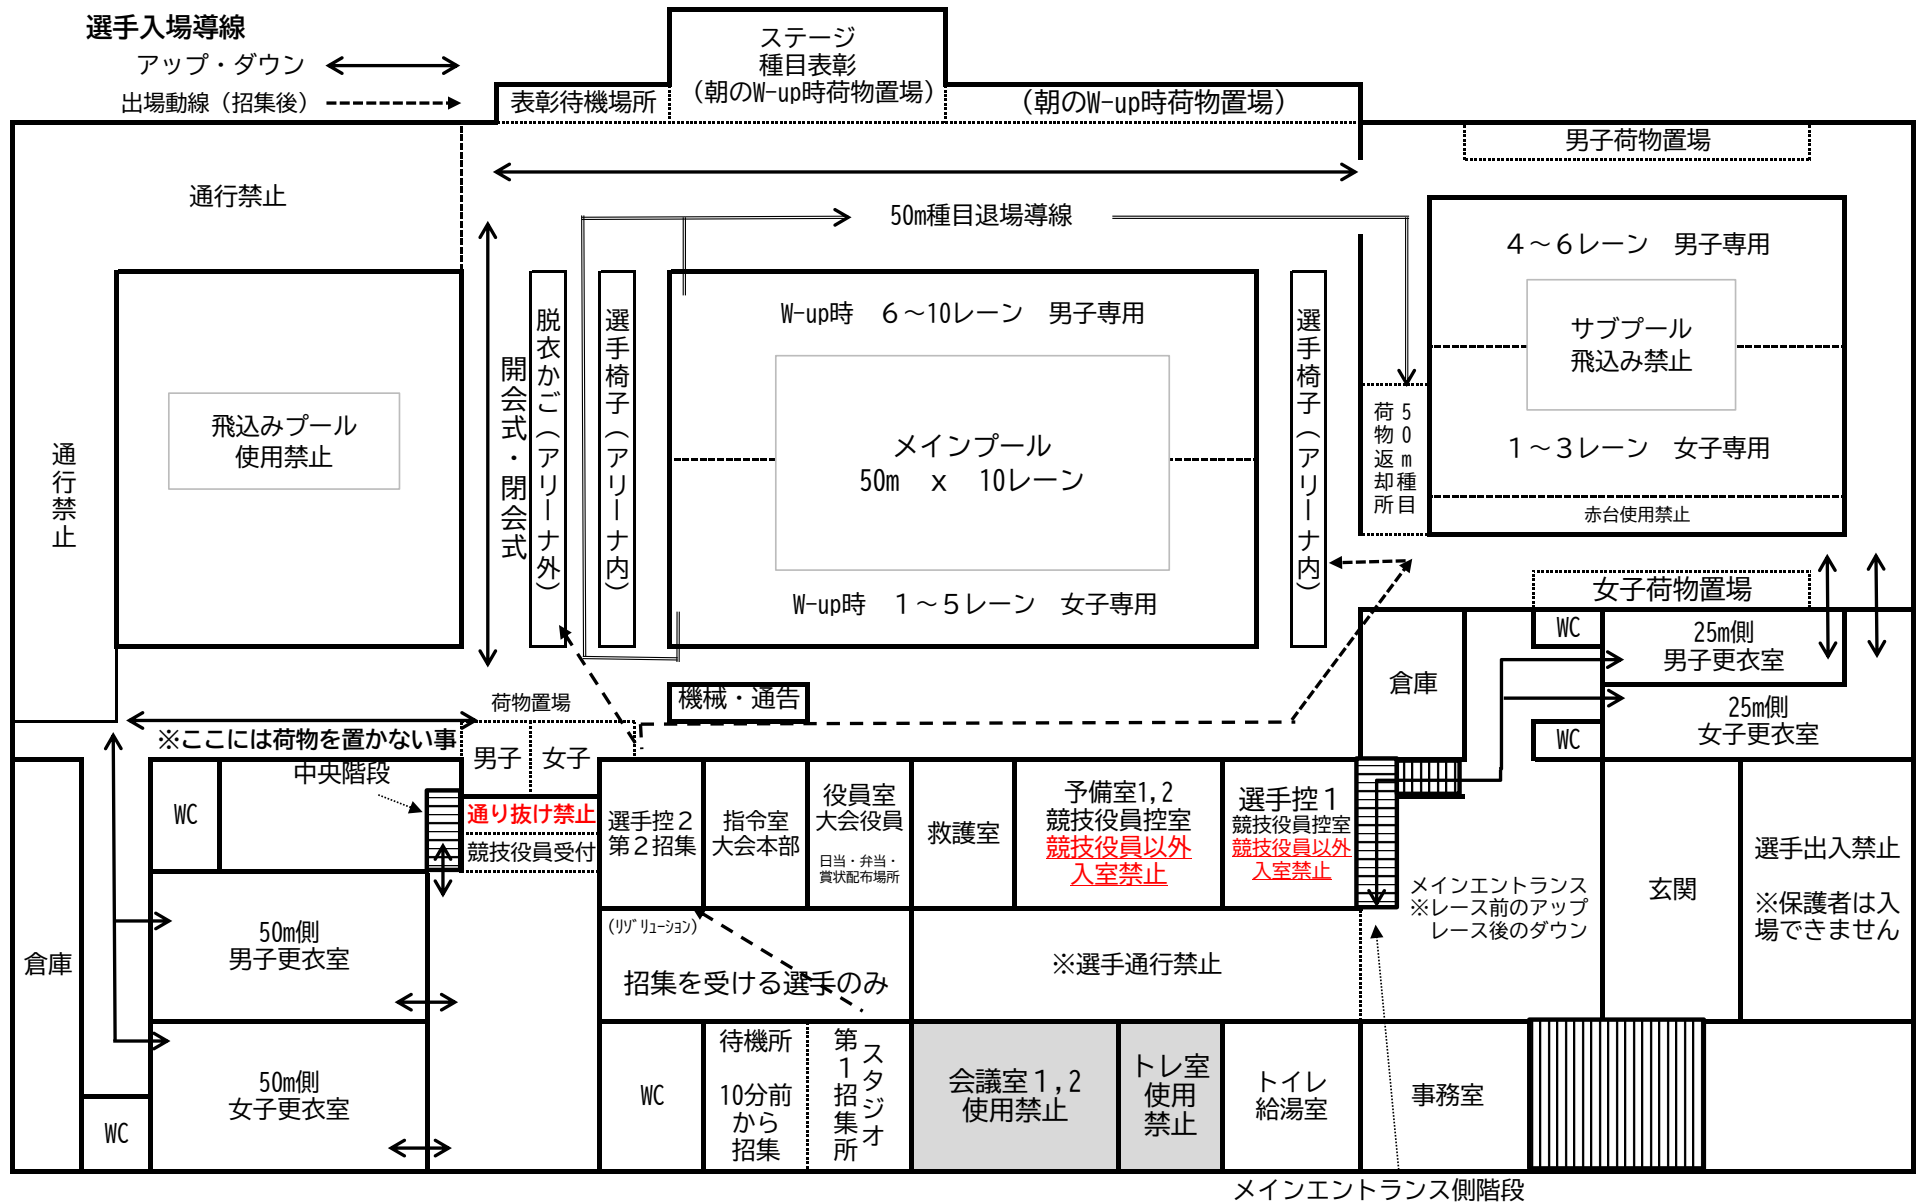 選手入場導線
アップ・ダウン
出場動線（招集後）
ステージ
種目表彰
（朝のW-up時荷物置場）
表彰待機場所
（朝のW-up時荷物置場）
男子荷物置場
通行禁止
50m種目退場導線
４～６レーン　男子専用
サブプール
飛込み禁止
１～３レーン　女子専用
赤台使用禁止
W-up時　６～10レーン　男子専用
メインプール
50m　ｘ　10レーン
W-up時　１～５レーン　女子専用
飛込みプール
使用禁止
通行禁止
開会式・閉会式
脱衣かご（アリーナ外）
選手椅子（アリーナ内）
選手椅子（アリーナ内）
50m種目
荷物返却所
女子荷物置場
WC
25m側
男子更衣室
倉庫
25m側
女子更衣室
WC
機械・通告
荷物置場
男子
女子
※ここには荷物を置かない事
中央階段
WC
通り抜け禁止
競技役員受付
選手控２
第２招集
指令室
大会本部
役員室
大会役員
日当・弁当・
賞状配布場所
救護室
予備室1,2
競技役員控室
競技役員以外
入室禁止
選手控１
競技役員控室
競技役員以外
入室禁止
メインエントランス
※レース前のアップ
レース後のダウン
玄関
選手出入禁止
※保護者は入
場できません
倉庫
50m側
男子更衣室
(ﾘｿﾞﾘｭｰｼｮﾝ)
招集を受ける選手のみ
※選手通行禁止
50m側
女子更衣室
WC
WC
待機所
10分前
から
招集
スタジオ
第１招集所
会議室１,２
使用禁止
トレ室
使用
禁止
トイレ
給湯室
事務室
メインエントランス側階段